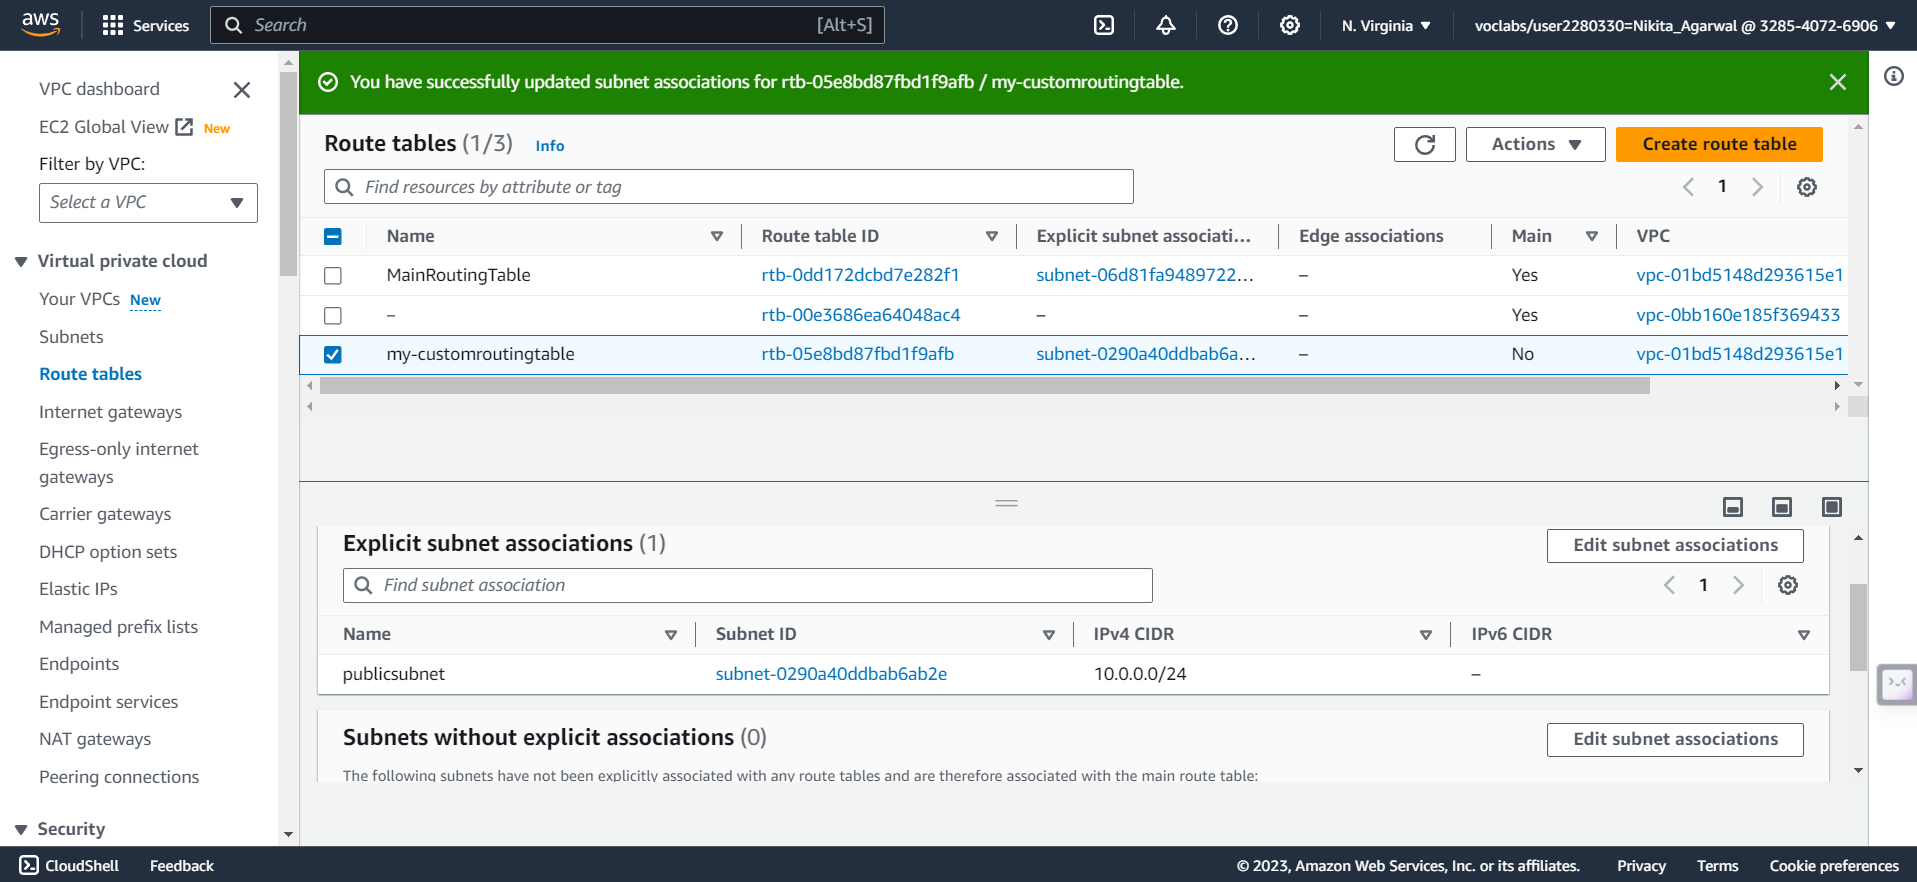 aws
Services
Search
[Alt+S]
N. Virginia
voclabs/user2280330=Nikita_Agarwal @ 3285-4072-6906
VPC dashboard
EC2 Global View New
Filter by VPC:
Select a VPC
Virtual private cloud
Your VPCs New
Subnets
Route tables
Internet gateways
Egress-only internet
gateways
Carrier gateways
DHCP option sets
Elastic IPs
Managed prefix lists
Endpoints
Endpoint services
NAT gateways
Peering connections
Security
You have successfully updated subnet associations for rtb-05e8bd87fbd1f9afb / my-customroutingtable.
Route tables (1/3) Info
Actions
Create route table
Find resources by attribute or tag
1
Name Route table ID Explicit subnet associati... Edge associations Main VPC
MainRoutingTable rtb-0dd172dcbd7e282f1 subnet-06d81fa9489722... – Yes vpc-01bd5148d293615e1
– rtb-00e3686ea64048ac4 – – Yes vpc-0bb160e185f369433
my-customroutingtable rtb-05e8bd87fbd1f9afb subnet-0290a40ddbab6a... – No vpc-01bd5148d293615e1
Explicit subnet associations (1)
Edit subnet associations
Find subnet association
1
Name Subnet ID IPv4 CIDR IPv6 CIDR
publicsubnet subnet-0290a40ddbab6ab2e 10.0.0.0/24 –
Subnets without explicit associations (0)
Edit subnet associations
The following subnets have not been explicitly associated with any route tables and are therefore associated with the main route table:
CloudShell Feedback
© 2023, Amazon Web Services, Inc. or its affiliates. Privacy Terms Cookie preferences